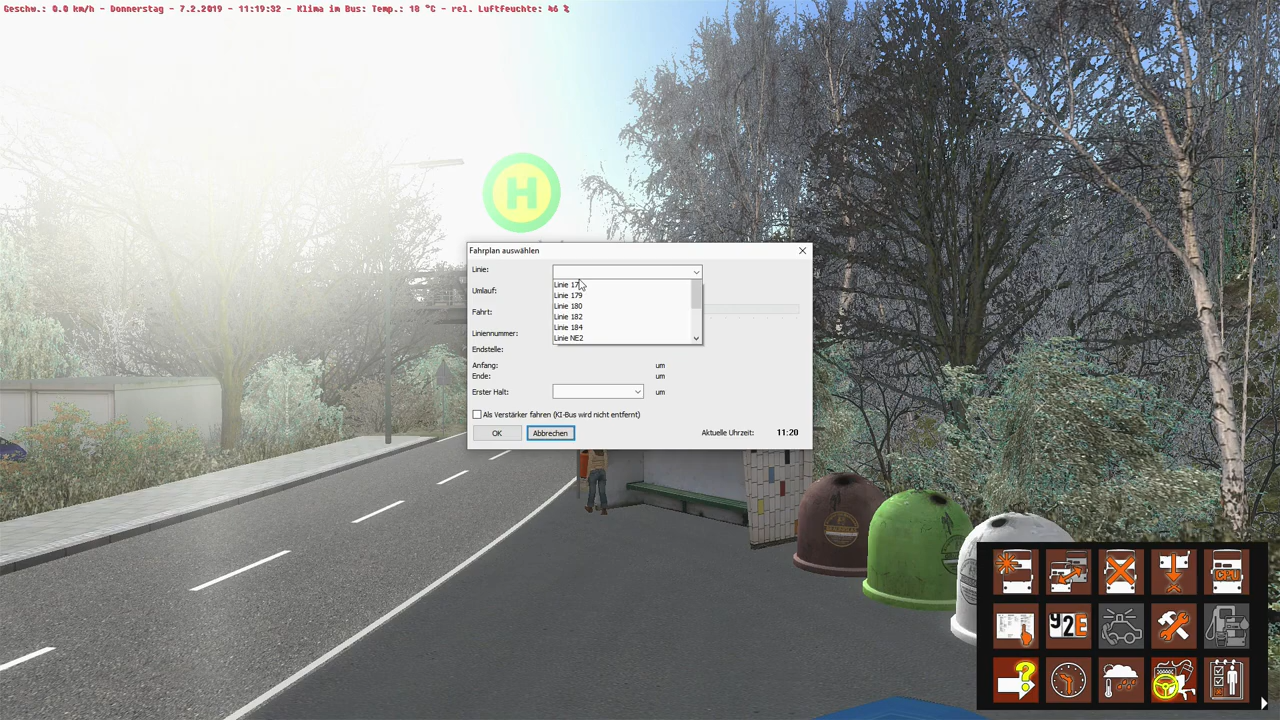 Geschw.: 0.0 km/h - Donnerstag - 7.2.2019 - 11:19:32 - Klima im Bus: Temp.: 18 °C - rel. Luftfeuchte: 46 %
H
Fahrplan auswählen
Linie:
Linie 179
Linie 180
Linie 182
Linie 184
Linie NE2
Umlauf:
Fahrt:
Liniennummer:
Endstelle:
Anfang: um
Ende: um
Erster Halt: um
Als Verstärker fahren (KI-Bus wird nicht entfernt)
OK Abbrechen Aktuelle Uhrzeit: 11:20
CPU
92E
?